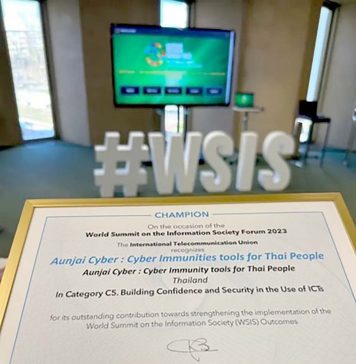 #WSIS
CHAMPION
On the occasion of the
World Summit on the Information Society Forum 2023
The International Telecommunication Union
recognizes
Aunjai Cyber : Cyber Immunities tools for Thai People
Aunjai Cyber : Cyber Immunity tools for Thai People
Thailand
In Category C5. Building Confidence and Security in the Use of ICTs
for its outstanding contribution towards strengthening the implementation of the
World Summit on the Information Society (WSIS) Outcomes